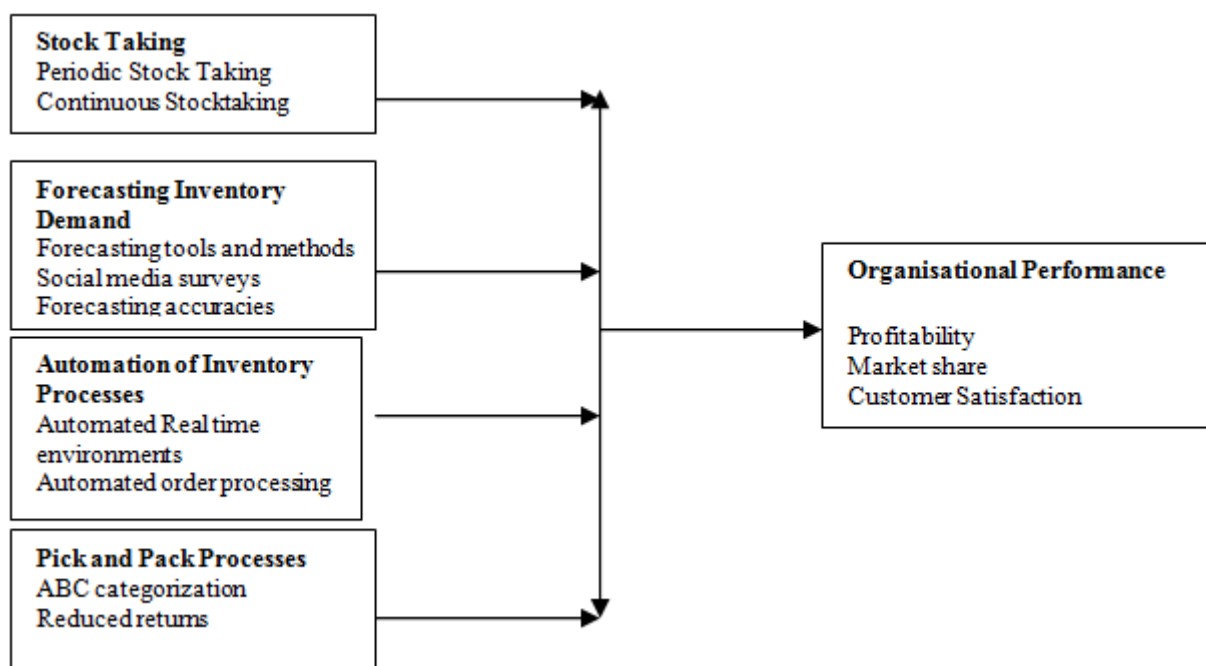 Stock Taking
Periodic Stock Taking
Continuous Stocktaking
Forecasting Inventory
Demand
Forecasting tools and methods
Social media surveys
Forecasting accuracies
Automation of Inventory
Processes
Automated Real time
environments
Automated order processing
Pick and Pack Processes
ABC categorization
Reduced returns
Organisational Performance
Profitability
Market share
Customer Satisfaction